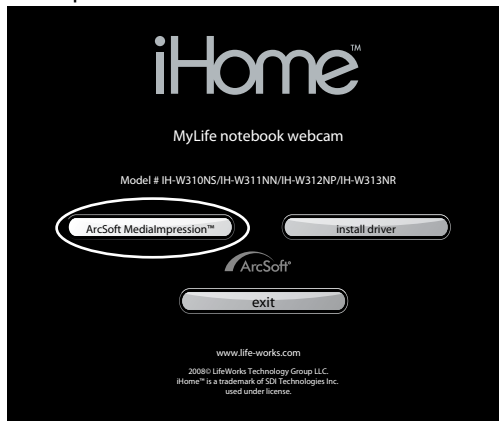 iHome™
MyLife notebook webcam
Model # IH-W310NS/IH-W311NN/IH-W312NP/IH-W313NR
ArcSoft MediaImpression™ install driver
ArcSoft®
exit
www.life-works.com
2008© LifeWorks Technology Group LLC.
iHome™ is a trademark of SDI Technologies Inc.
used under license.